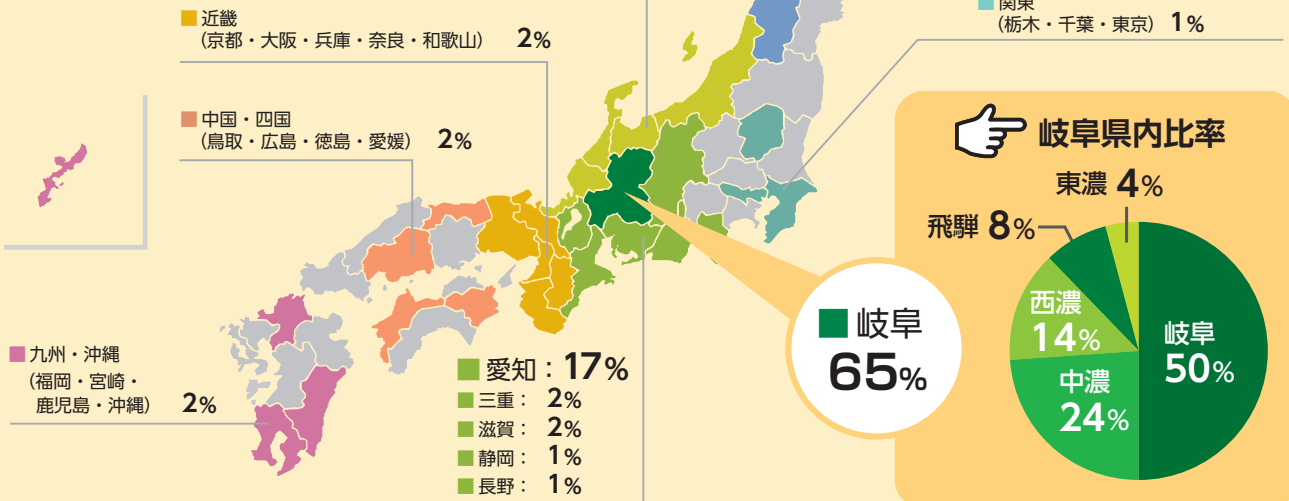 近畿
(京都・大阪・兵庫・奈良・和歌山) 2%
関東
(栃木・千葉・東京) 1%
中国・四国
(鳥取・広島・徳島・愛媛) 2%
九州・沖縄
(福岡・宮崎・
鹿児島・沖縄) 2%
愛知:17%
三重: 2%
滋賀: 2%
静岡: 1%
長野: 1%
岐阜
65%
岐阜県内比率
東濃 4%
飛騨 8%
西濃
14%
中濃
24%
岐阜
50%